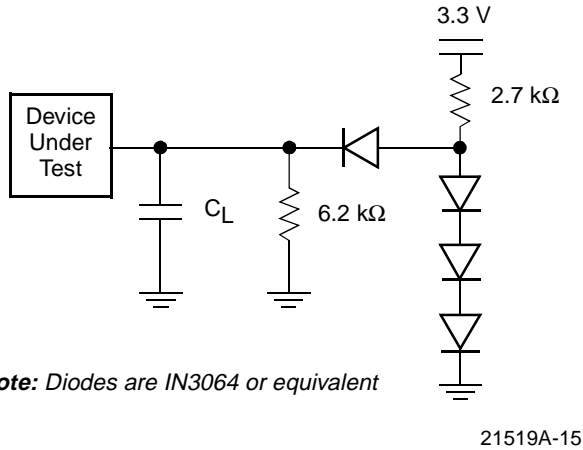 3.3 V
2.7 kΩ
Device
Under
Test
CL
6.2 kΩ
ote: Diodes are IN3064 or equivalent
21519A-15